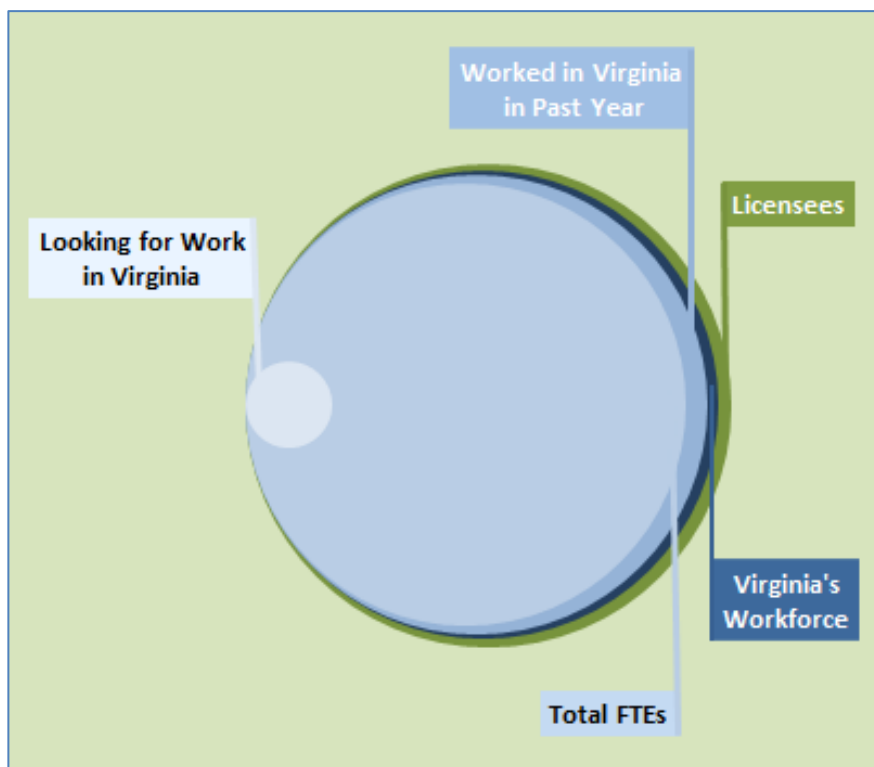 Worked in Virginia
in Past Year
Licensees
Looking for Work
in Virginia
Virginia's
Workforce
Total FTEs